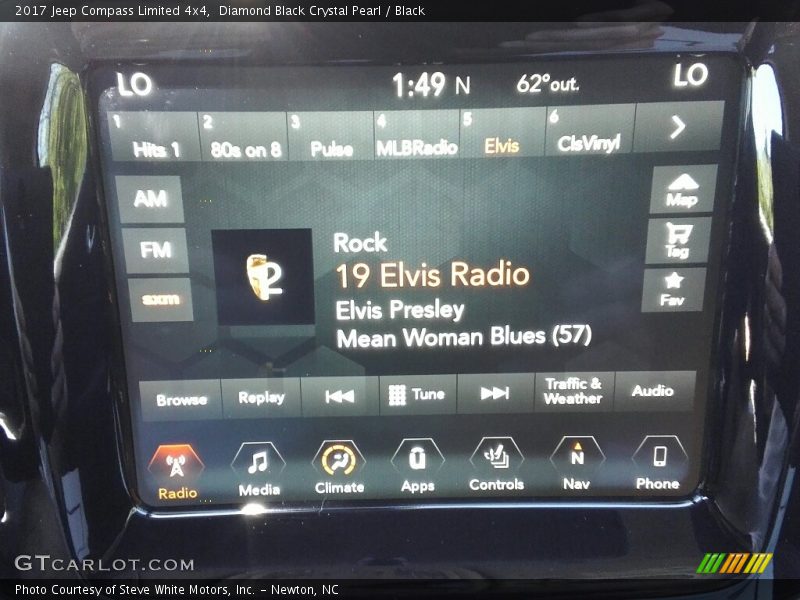 2017 Jeep Compass Limited 4x4,  Diamond Black Crystal Pearl / Black
LO 1:49 N 62°out. LO
1 Hits 1 2 80s on 8 3 Pulse 4 MLBRadio 5 Elvis 6 ClsVinyl
AM
FM
sxm
Map
Tag
Fav
Rock
19 Elvis Radio
Elvis Presley
Mean Woman Blues (57)
Browse Replay Tune Traffic & Weather Audio
Radio Media Climate Apps N Nav Controls Phone
GTCARLOT.COM
Photo Courtesy of Steve White Motors, Inc. – Newton, NC